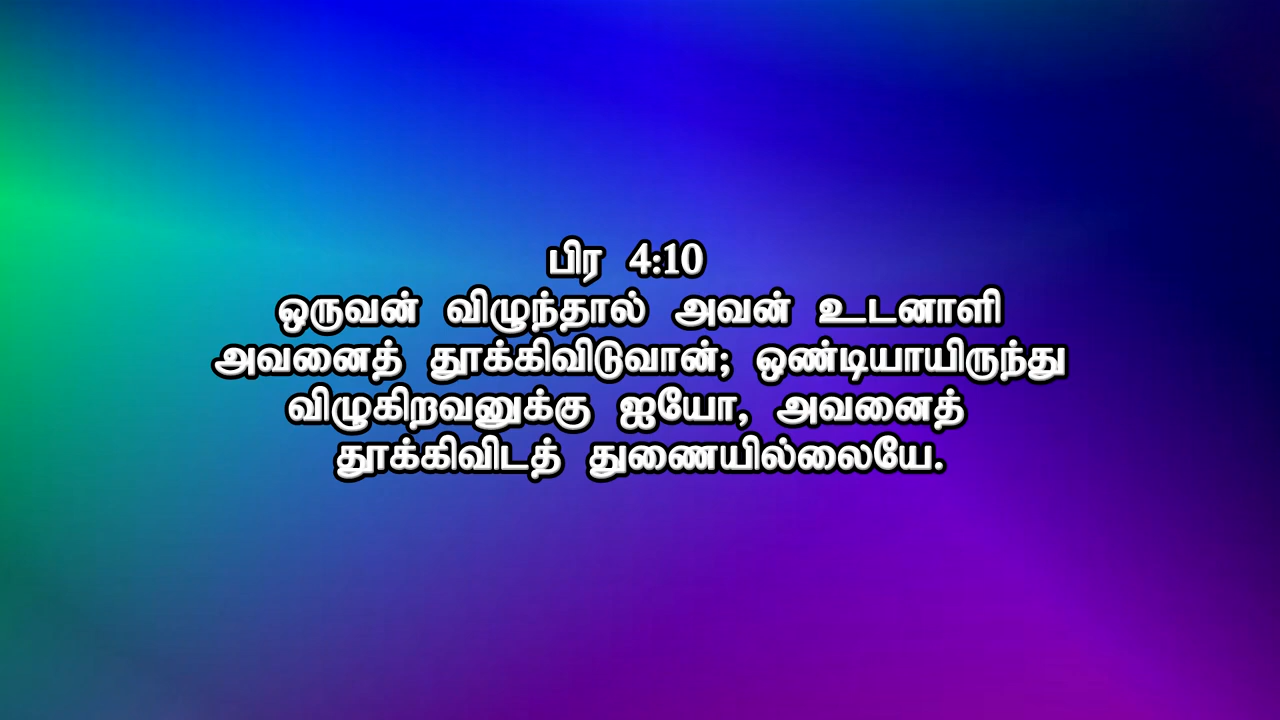 பிர 4:10
ஒருவன் விழுந்தால் அவன் உடனாளி
அவனைத் தூக்கிவிடுவான்; ஒண்டியாயிருந்து
விழுகிறவனுக்கு ஐயோ, அவனைத்
தூக்கிவிடத் துணையில்லையே.